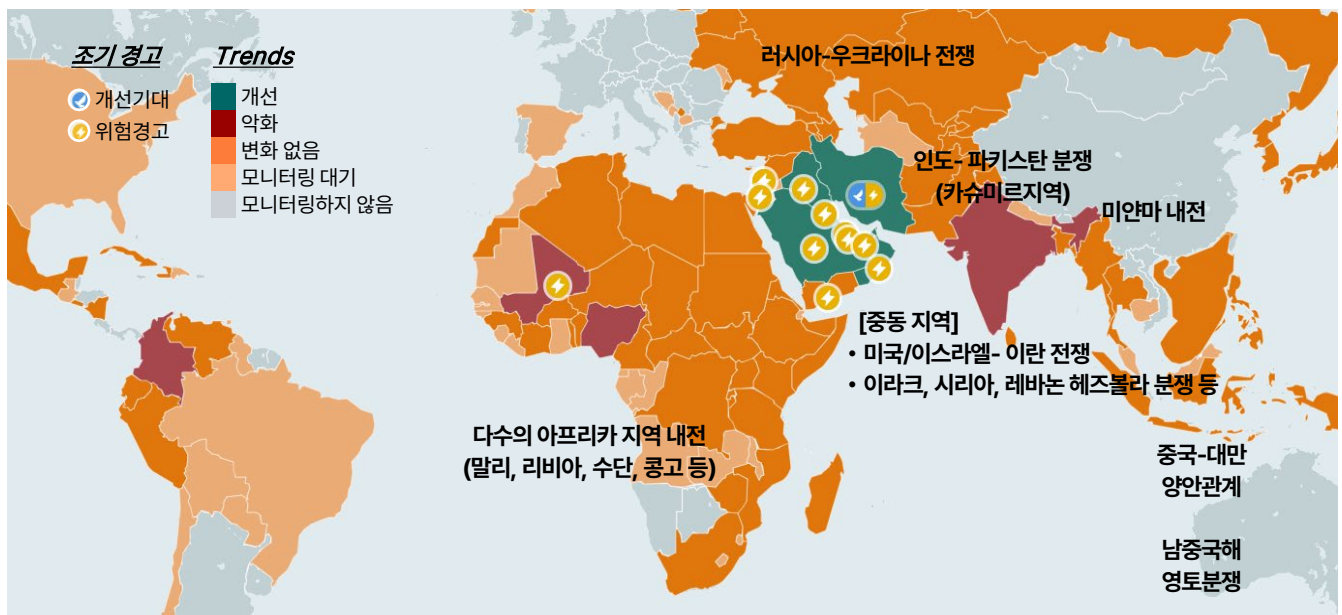 조기 경고
개선기대
위험경고
Trends
개선
악화
변화 없음
모니터링 대기
모니터링하지 않음
러시아-우크라이나 전쟁
인도- 파키스탄 분쟁
(카슈미르지역)
미얀마 내전
[중동 지역]
• 미국/이스라엘- 이란 전쟁
• 이라크, 시리아, 레바논 헤즈볼라 분쟁 등
다수의 아프리카 지역 내전
(말리, 리비아, 수단, 콩고 등)
중국-대만
양안관계
남중국해
영토분쟁